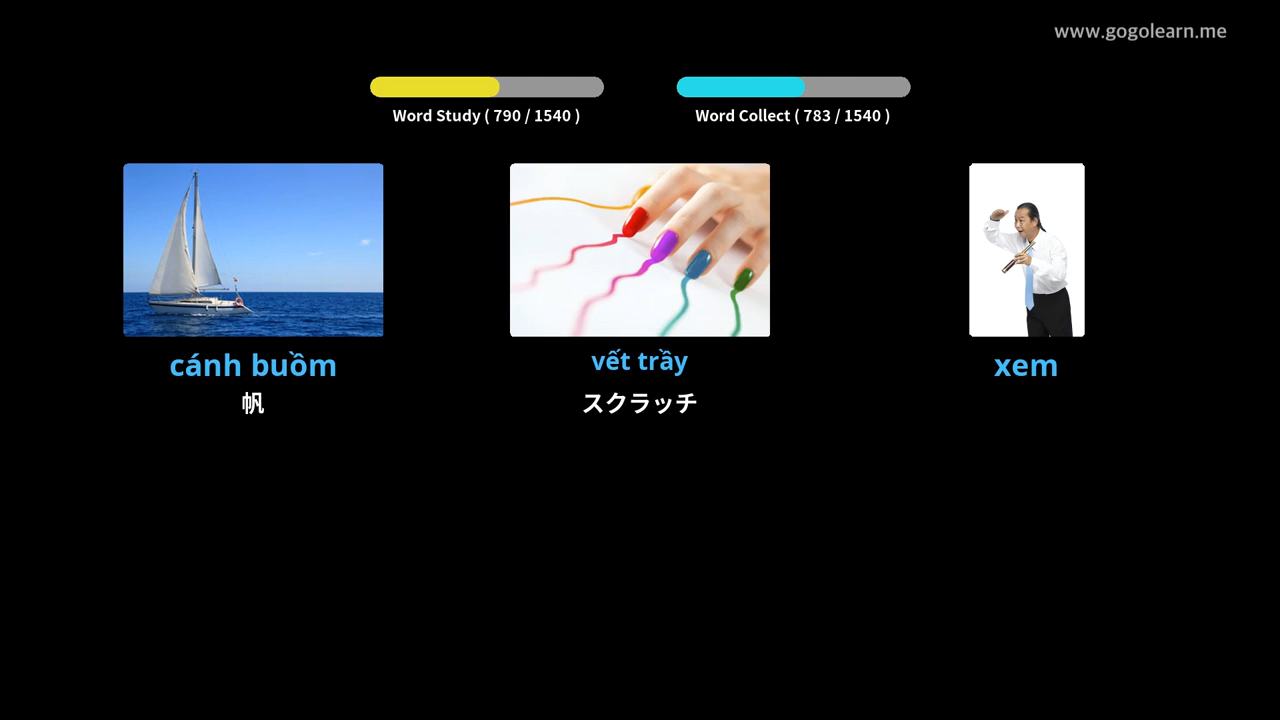 www.gogolearn.me
Word Study ( 790 / 1540 )
Word Collect ( 783 / 1540 )
cánh buồm
帆
vết trầy
スクラッチ
xem